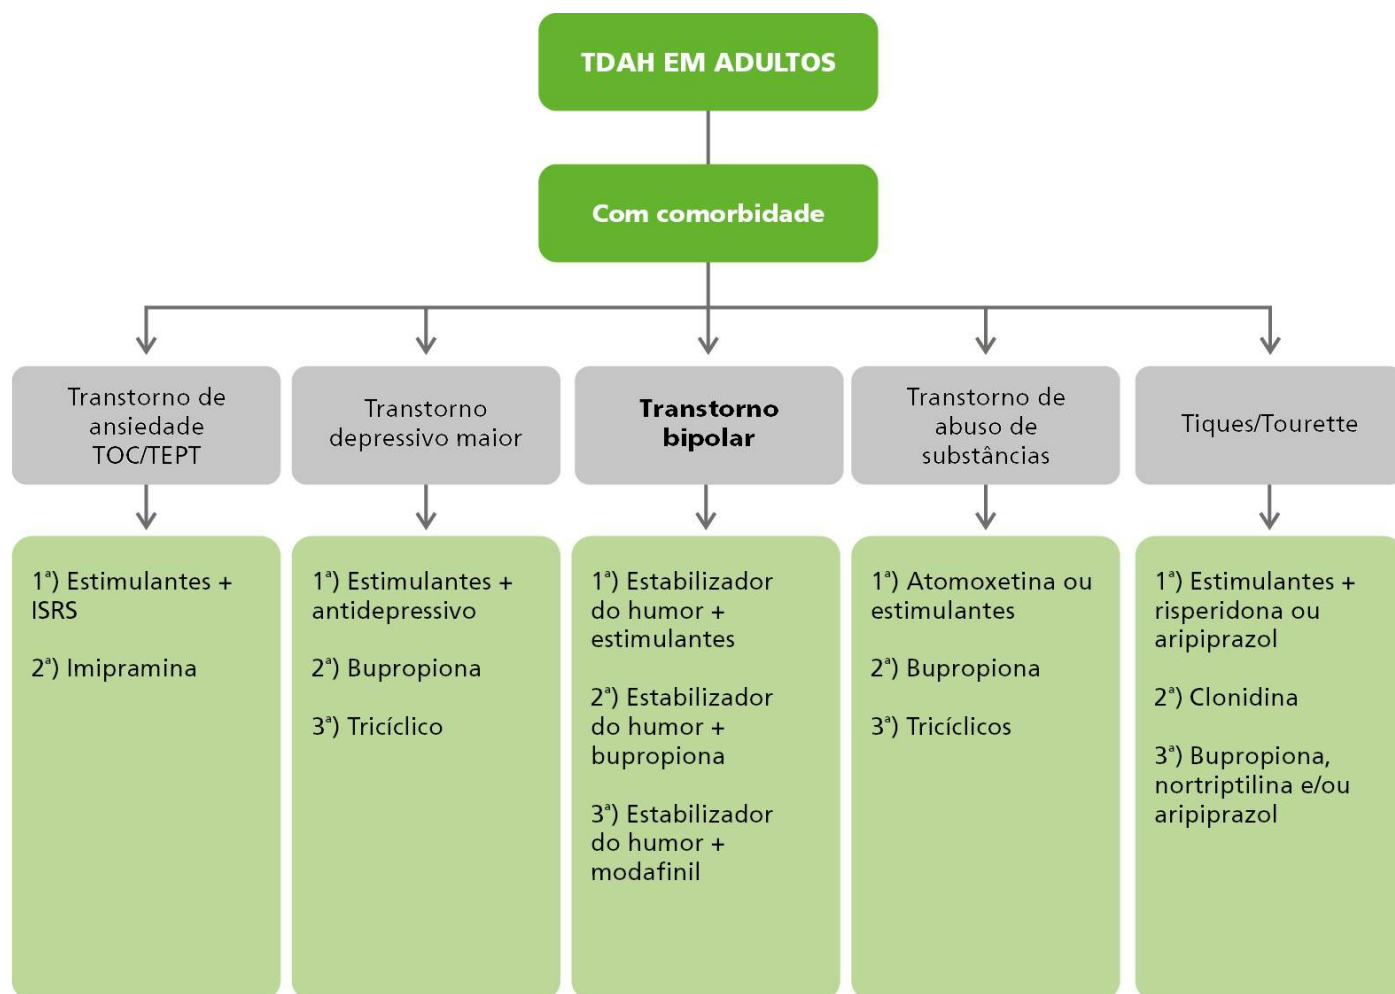 TDAH EM ADULTOS
Com comorbidade
Transtorno de
ansiedade
TOC/TEPT
Transtorno
depressivo maior
Transtorno
bipolar
Transtorno de
abuso de
substâncias
Tiques/Tourette
1ª) Estimulantes +
ISRS
2ª) Imipramina
1ª) Estimulantes +
antidepressivo
2ª) Bupropiona
3ª) Tricíclico
1ª) Estabilizador
do humor +
estimulantes
2ª) Estabilizador
do humor +
bupropiona
3ª) Estabilizador
do humor +
modafinil
1ª) Atomoxetina ou
estimulantes
2ª) Bupropiona
3ª) Tricíclicos
1ª) Estimulantes +
risperidona ou
aripiprazol
2ª) Clonidina
3ª) Bupropiona,
nortriptilina e/ou
aripiprazol